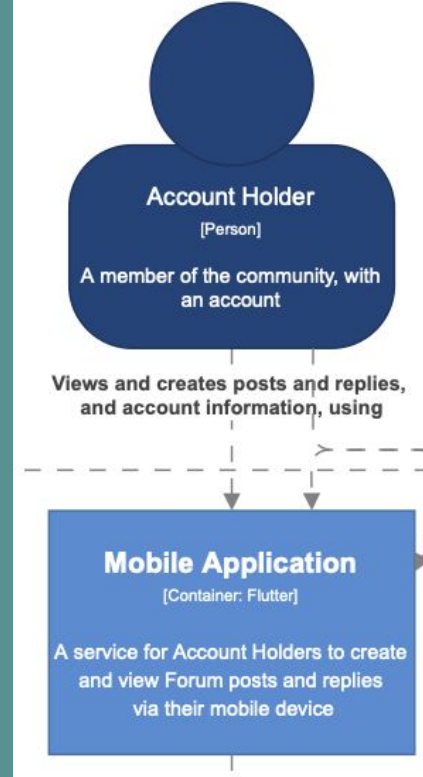 Account Holder
[Person]
A member of the community, with
an account
Views and creates posts and replies,
and account information, using
Mobile Application
[Container: Flutter]
A service for Account Holders to create
and view Forum posts and replies
via their mobile device